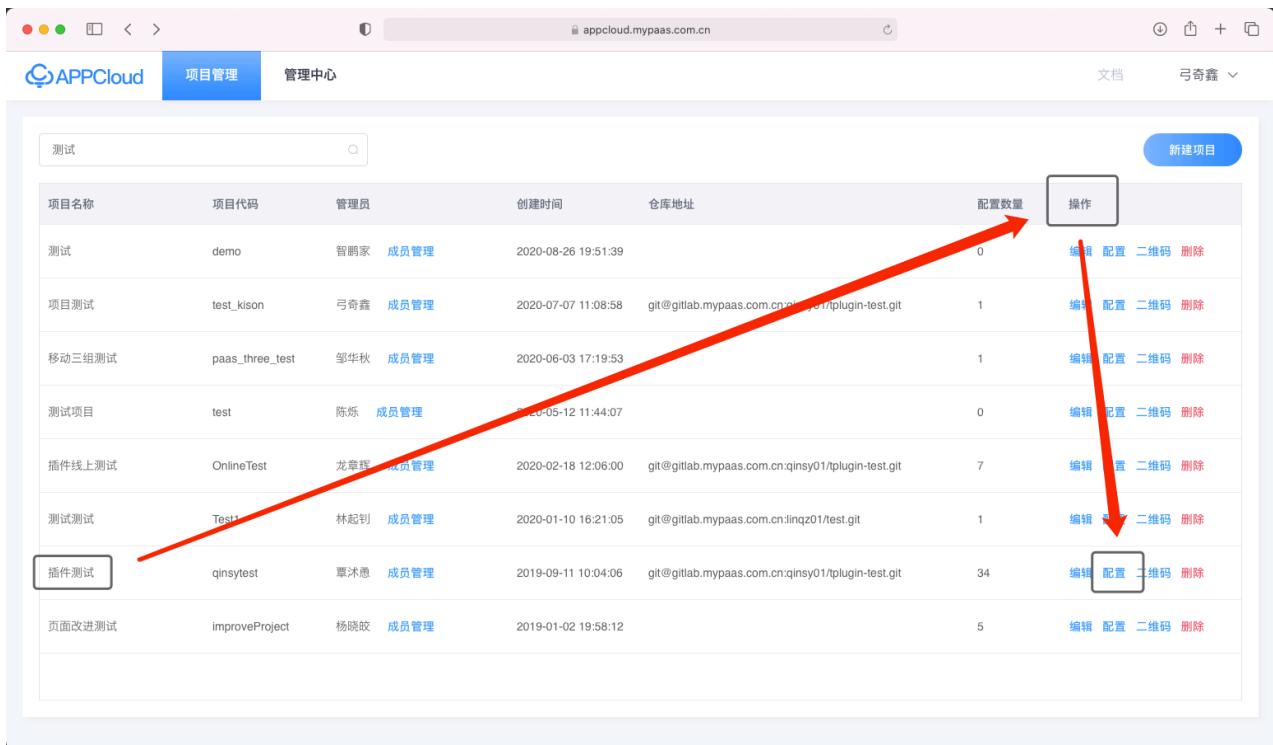 appcloud.mypaas.com.cn
APPCloud 项目管理 管理中心 文档 弓奇鑫
测试 新建项目
项目名称 项目代码 管理员 创建时间 仓库地址 配置数量 操作
测试 demo 智鹏家 成员管理 2020-08-26 19:51:39 0 编辑 配置 二维码 删除
项目测试 test_kison 弓奇鑫 成员管理 2020-07-07 11:08:58 git@gitlab.mypaas.com.cn:qinsy01/tplugin-test.git 1 编辑 配置 二维码 删除
移动三组测试 paas_three_test 邹华秋 成员管理 2020-06-03 17:19:53 1 编辑 配置 二维码 删除
测试项目 test 陈烁 成员管理 2020-05-12 11:44:07 0 编辑 配置 二维码 删除
插件线上测试 OnlineTest 龙章辉 成员管理 2020-02-18 12:06:00 git@gitlab.mypaas.com.cn:qinsy01/tplugin-test.git 7 编辑 配置 二维码 删除
测试测试 Test1 林起钊 成员管理 2020-01-10 16:21:05 git@gitlab.mypaas.com.cn:linqz01/test.git 1 编辑 配置 二维码 删除
插件测试 qinsytest 覃沭愚 成员管理 2019-09-11 10:04:06 git@gitlab.mypaas.com.cn:qinsy01/tplugin-test.git 34 编辑 配置 二维码 删除
页面改进测试 improveProject 杨晓皎 成员管理 2019-01-02 19:58:12 5 编辑 配置 二维码 删除